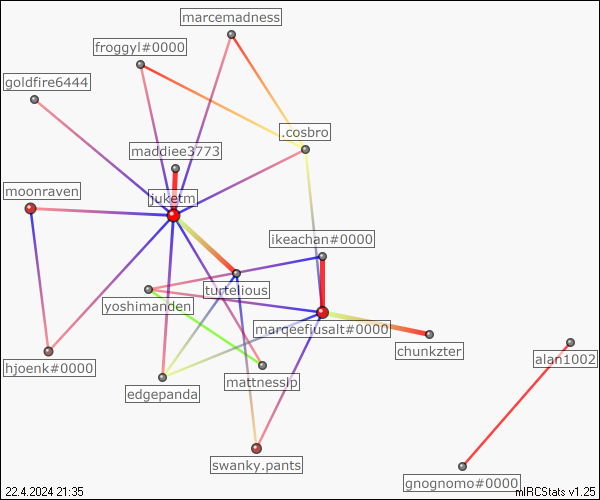 marcemadness
froggyl#0000
goldfire6444
.cosbro
maddiee3773
moonraven
juketm
ikeachan#0000
turtelious
yoshimanden
marqeefiusalt#0000
chunkzter
alan1002
hjoenk#0000
mattnesslp
edgepanda
swanky.pants
gnognomo#0000
22.4.2024 21:35
mIRCStats v1.25